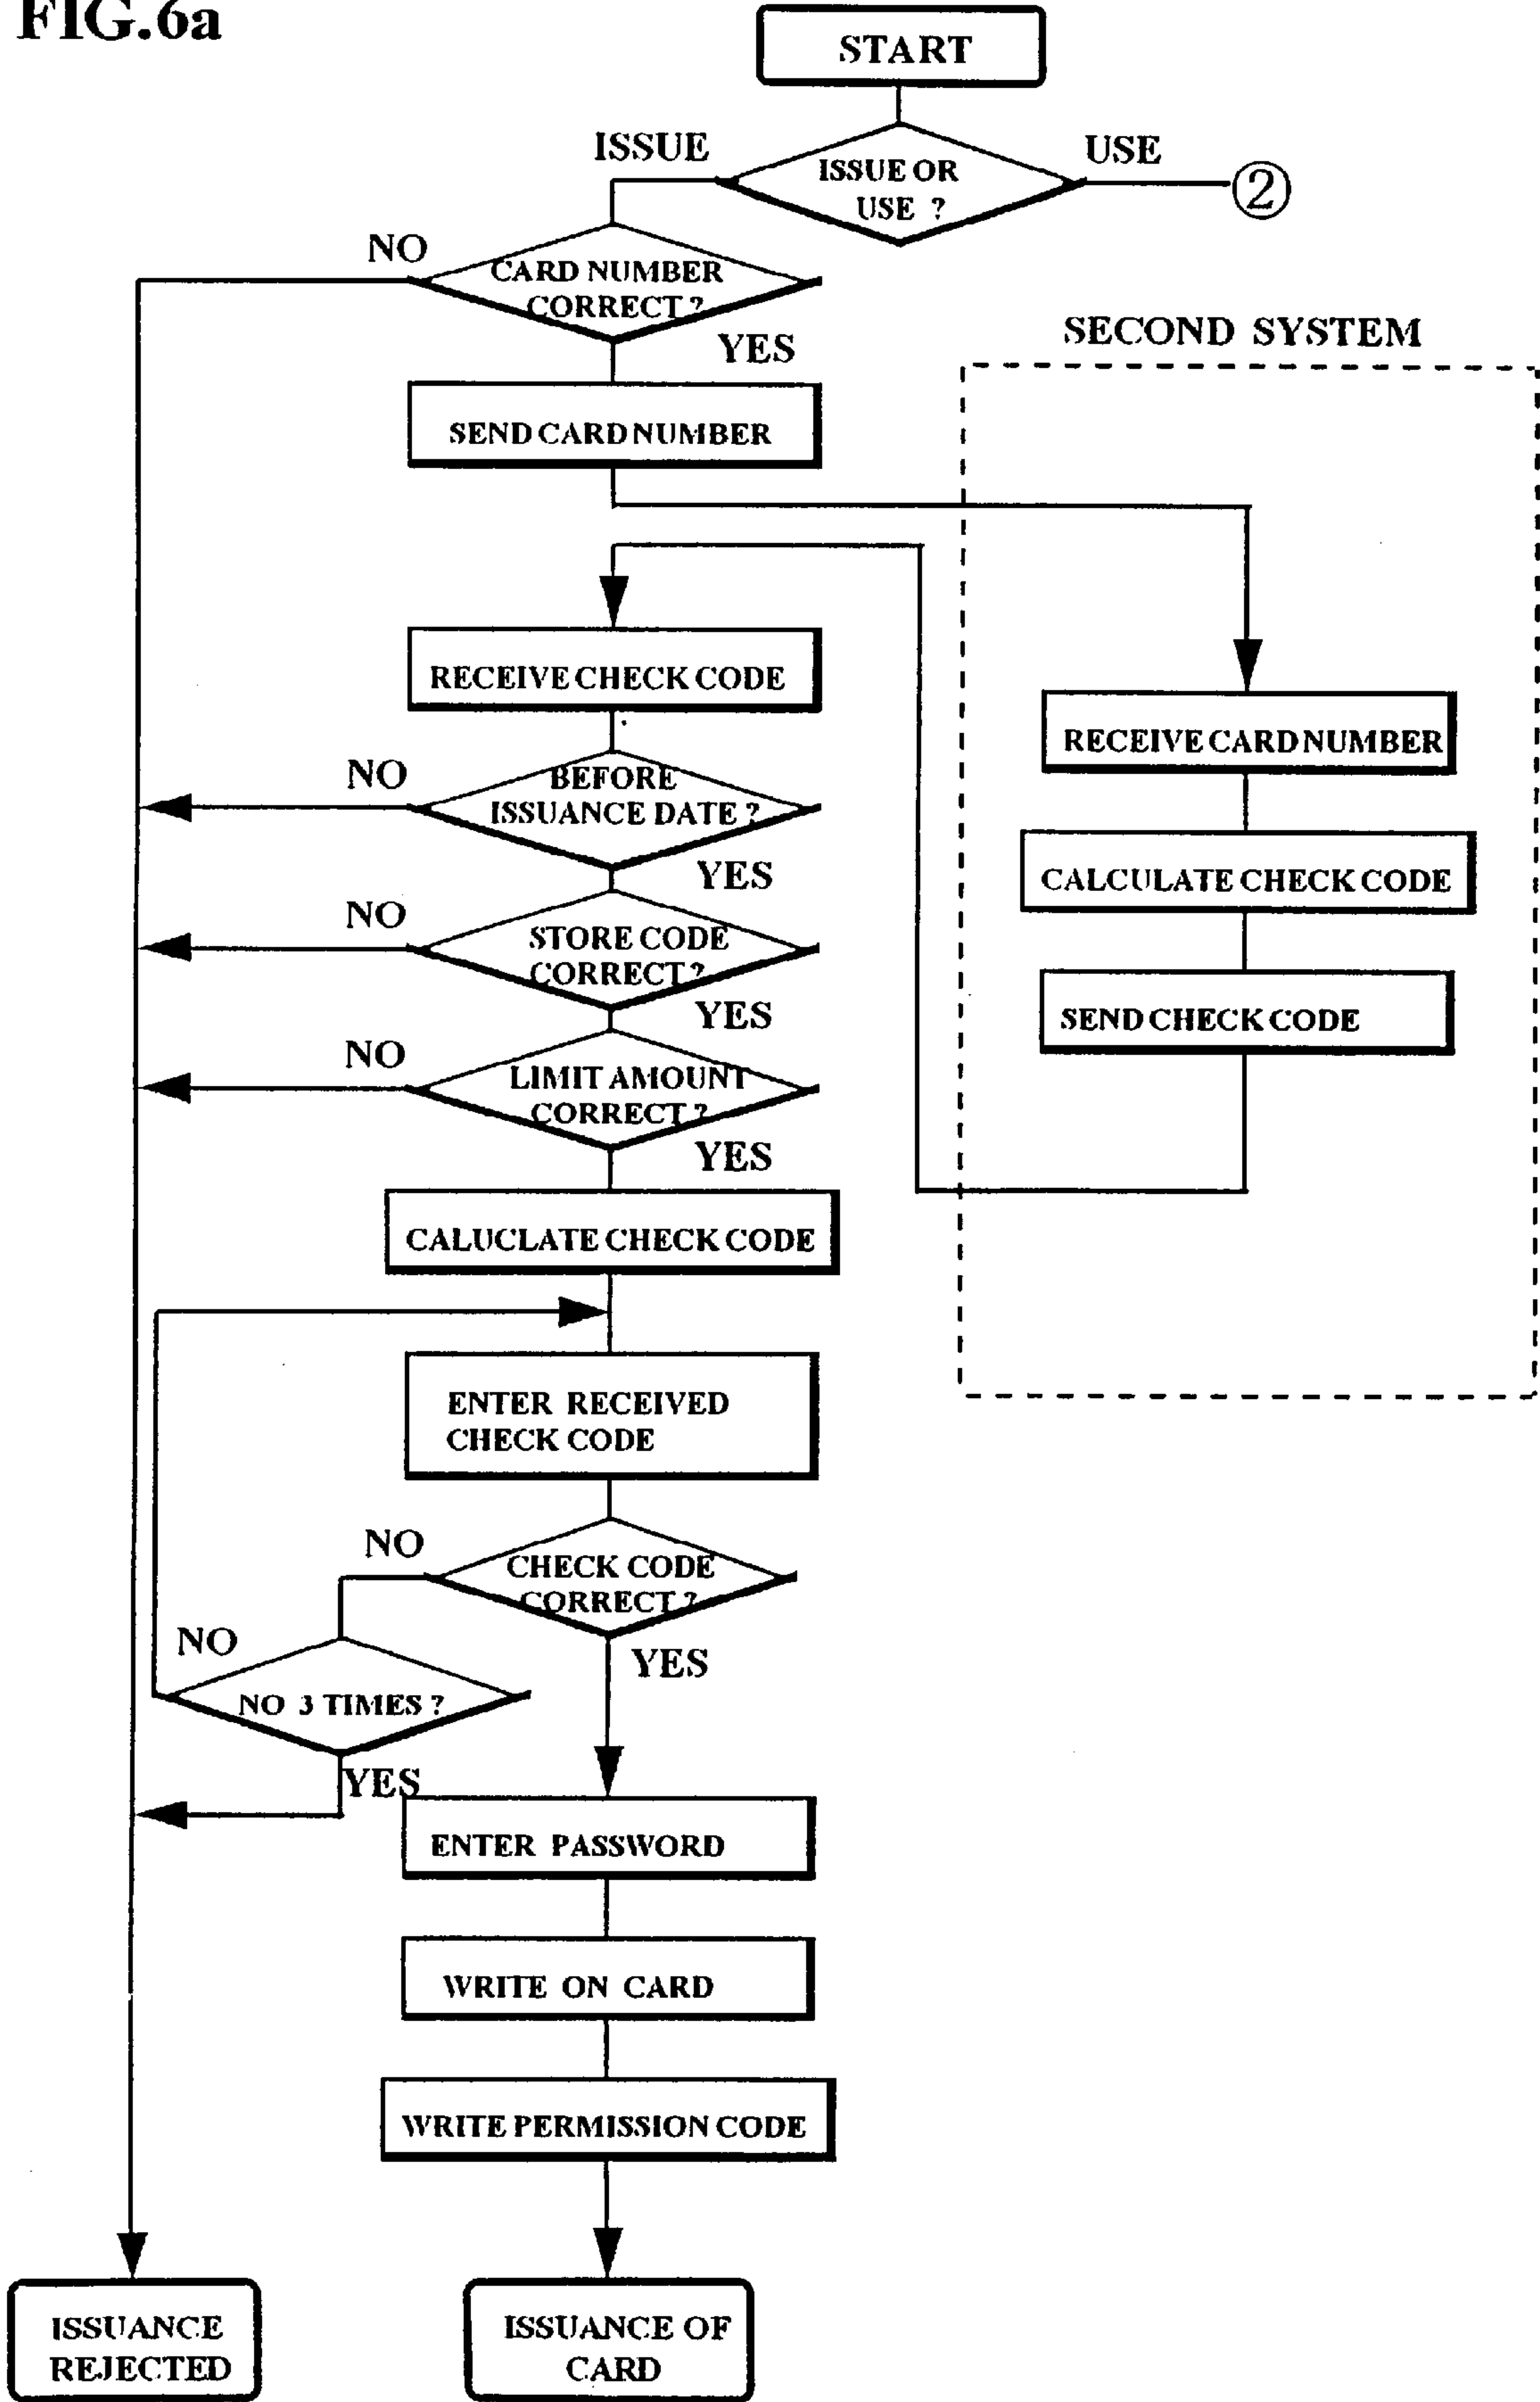 FIG.6a
START
ISSUE
USE
ISSUE OR
USE ?
②
NO
CARD NUMBER
CORRECT ?
YES
SECOND SYSTEM
SEND CARD NUMBER
RECEIVE CHECK CODE
RECEIVE CARD NUMBER
NO
BEFORE
ISSUANCE DATE ?
YES
CALCULATE CHECK CODE
NO
STORE CODE
CORRECT ?
YES
SEND CHECK CODE
NO
LIMIT AMOUNT
CORRECT ?
YES
CALUCLATE CHECK CODE
ENTER RECEIVED
CHECK CODE
NO
CHECK CODE
CORRECT ?
NO
YES
NO 3 TIMES ?
YES
ENTER PASSWORD
WRITE ON CARD
WRITE PERMISSION CODE
ISSUANCE
REJECTED
ISSUANCE OF
CARD